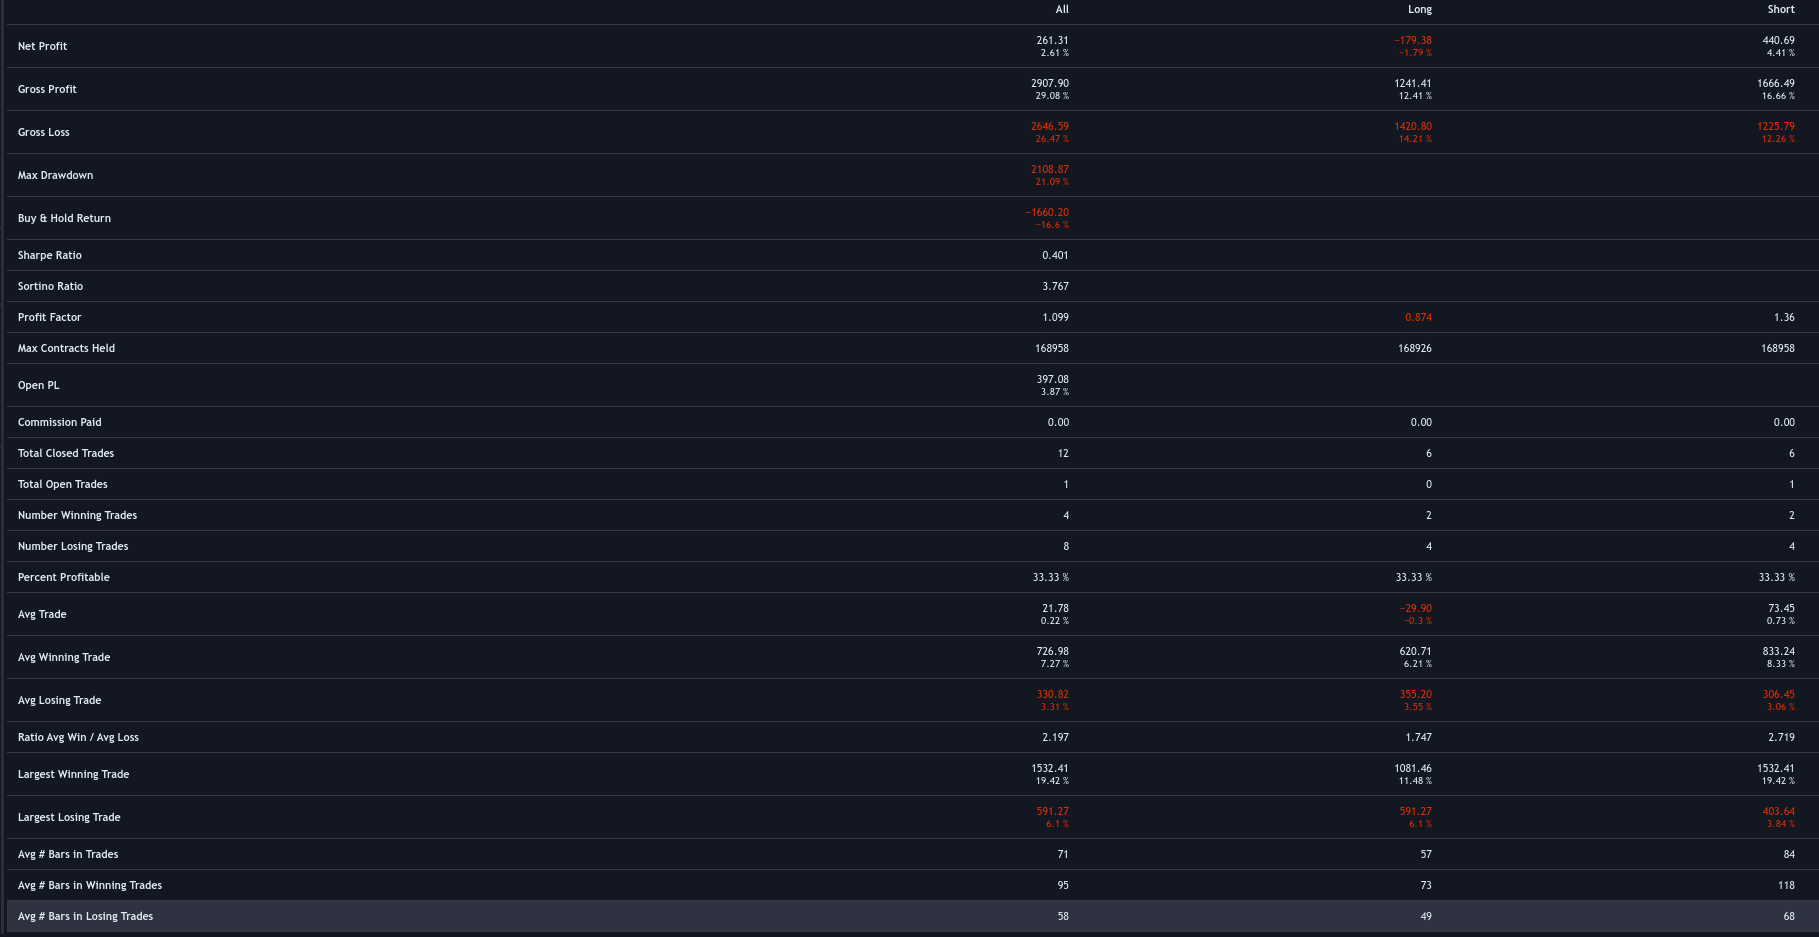 All Long Short
Net Profit 261.31 −179.38 440.69
2.61 % −1.79 % 4.41 %
Gross Profit 2907.90 1241.41 1666.49
29.08 % 12.41 % 16.66 %
Gross Loss 2646.59 1420.80 1225.79
26.47 % 14.21 % 12.26 %
Max Drawdown 2108.87
21.09 %
Buy & Hold Return −1660.20
−16.6 %
Sharpe Ratio 0.401
Sortino Ratio 3.767
Profit Factor 1.099 0.874 1.36
Max Contracts Held 168958 168926 168958
Open PL 397.08
3.87 %
Commission Paid 0.00 0.00 0.00
Total Closed Trades 12 6 6
Total Open Trades 1 0 1
Number Winning Trades 4 2 2
Number Losing Trades 8 4 4
Percent Profitable 33.33 % 33.33 % 33.33 %
Avg Trade 21.78 −29.90 73.45
0.22 % −0.3 % 0.73 %
Avg Winning Trade 726.98 620.71 833.24
7.27 % 6.21 % 8.33 %
Avg Losing Trade 330.82 355.20 306.45
3.31 % 3.55 % 3.06 %
Ratio Avg Win / Avg Loss 2.197 1.747 2.719
Largest Winning Trade 1532.41 1081.46 1532.41
19.42 % 11.48 % 19.42 %
Largest Losing Trade 591.27 591.27 403.64
6.1 % 6.1 % 3.84 %
Avg # Bars in Trades 71 57 84
Avg # Bars in Winning Trades 95 73 118
Avg # Bars in Losing Trades 58 49 68